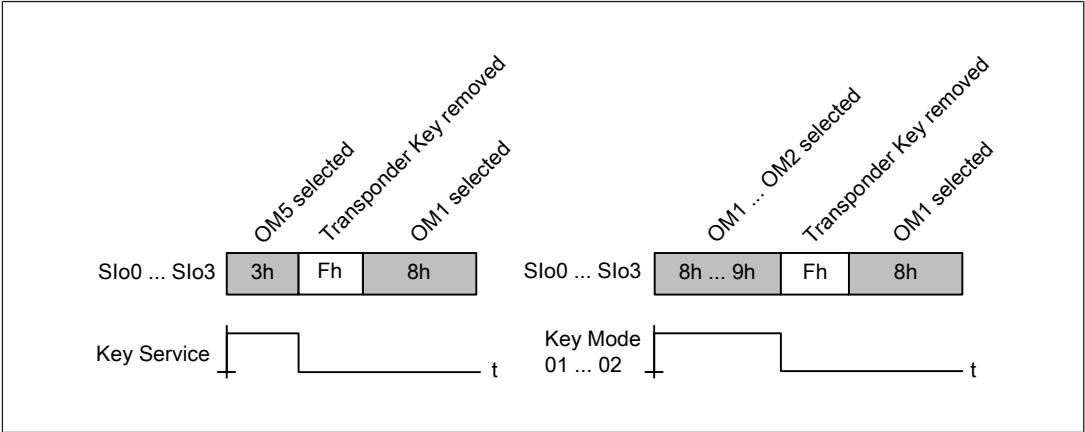 OM5 selected
Transponder Key removed
OM1 selected
SIo0 ... SIo3
3h
Fh
8h
Key Service
t
OM1 ... OM2 selected
Transponder Key removed
OM1 selected
SIo0 ... SIo3
8h ... 9h
Fh
8h
Key Mode
01 ... 02
t